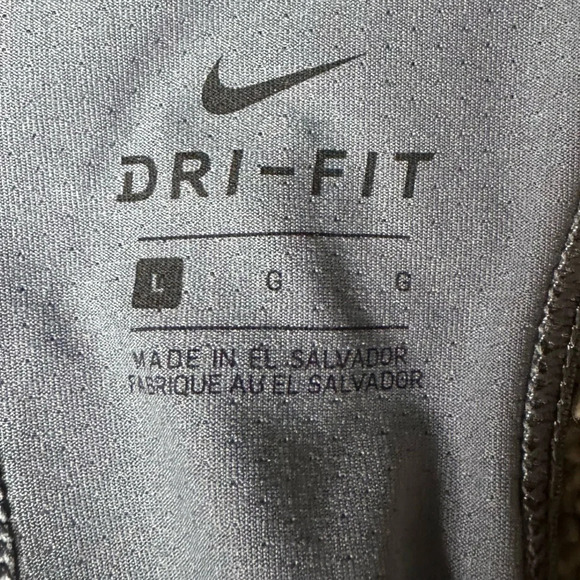 DRI-FIT
L G G
MADE IN EL SALVADOR
FABRIQUE AU EL SALVADOR